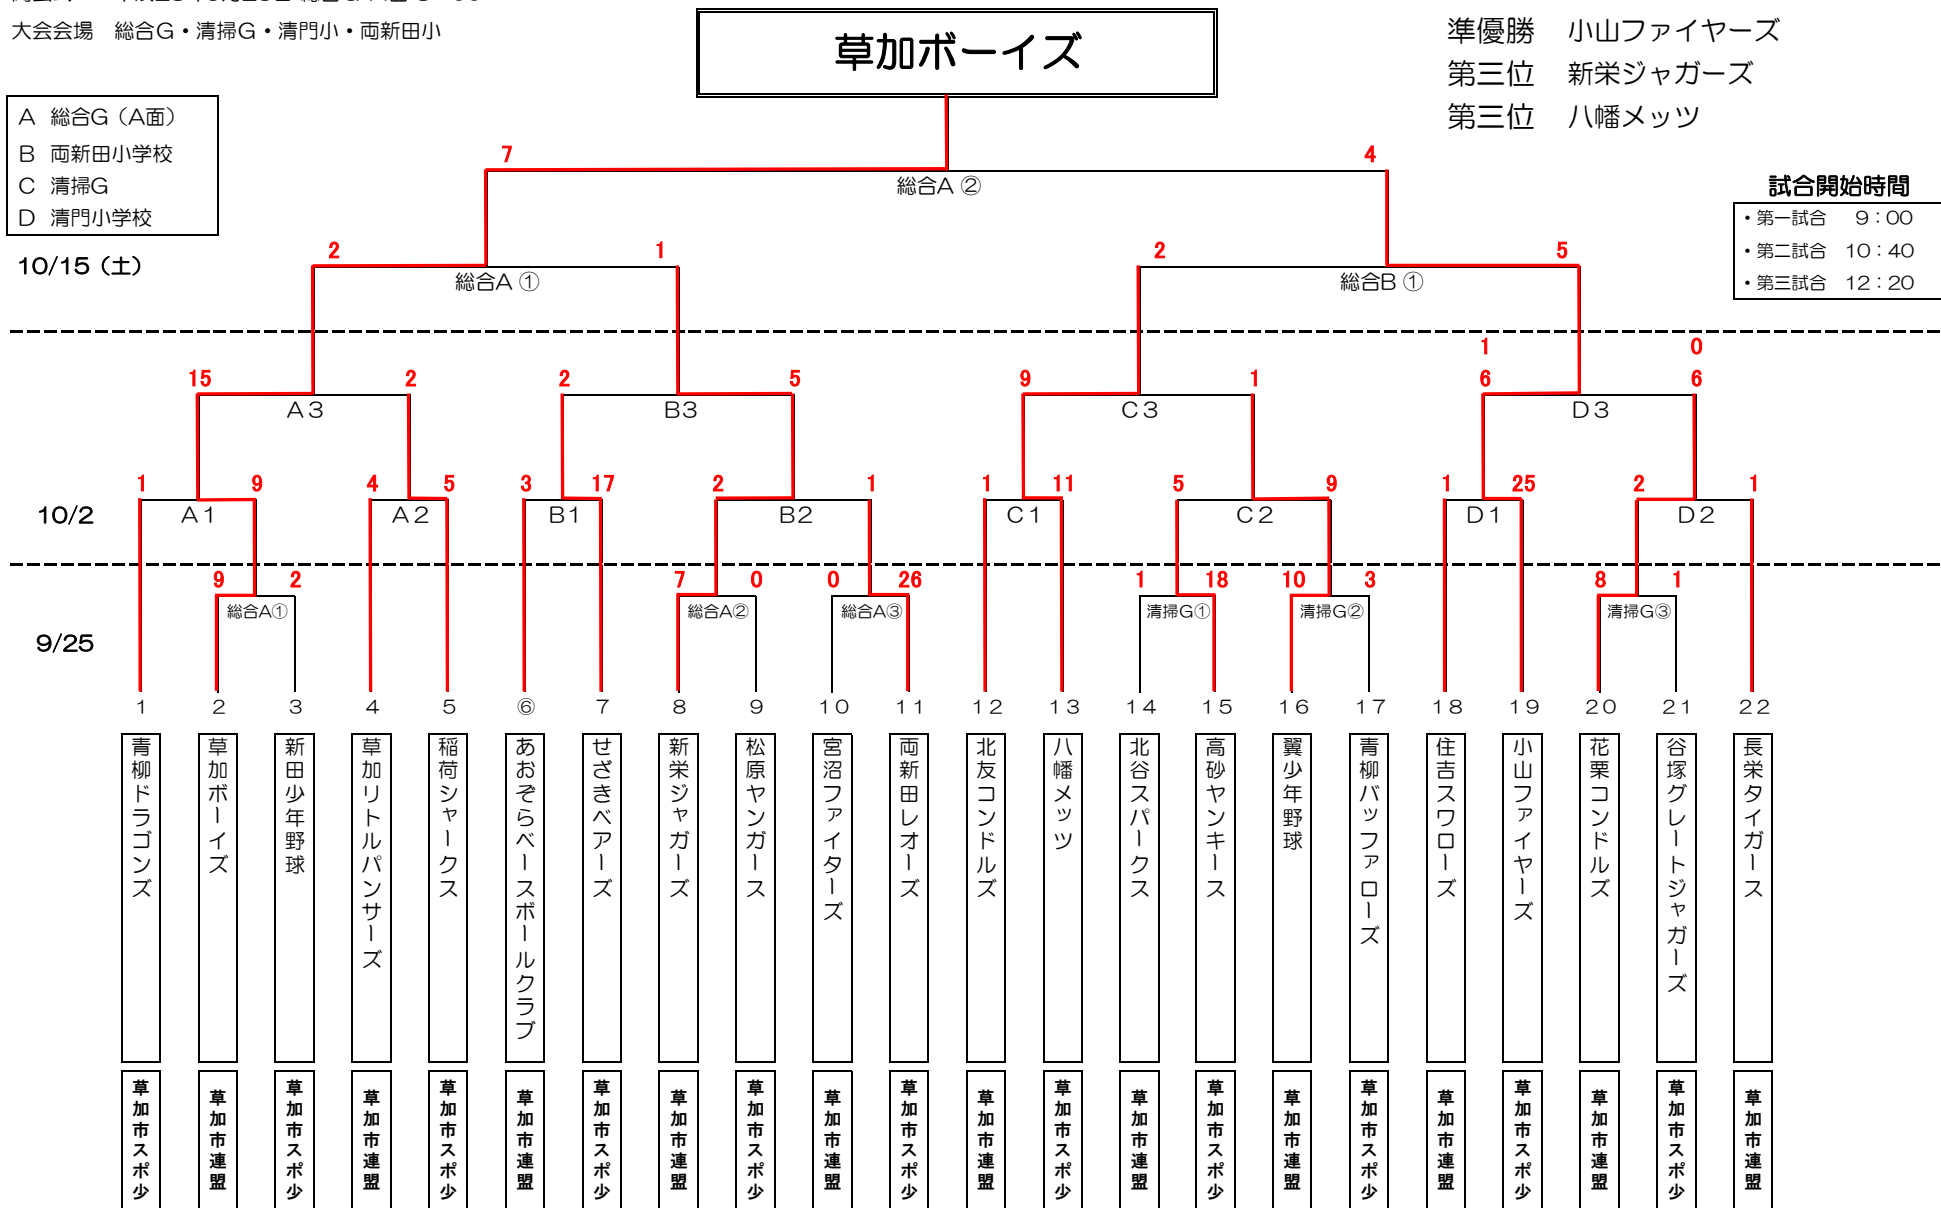 大会会場 総合G・清掃G・清門小・両新田小
草加ボーイズ
準優勝 小山ファイヤーズ
第三位 新栄ジャガーズ
第三位 八幡メッツ
A 総合G（A面）
B 両新田小学校
C 清掃G
D 清門小学校
試合開始時間
・第一試合 9：00
・第二試合 10：40
・第三試合 12：20
7 4
総合A ②
10/15（土）
2 1 2 5
総合A ① 総合B ①
1 0
15 2 2 5 9 1 6 6
A3 B3 C3 D3
1 9 4 5 3 17 2 1 1 11 5 9 1 25 2 1
10/2
A1 A2 B1 B2 C1 C2 D1 D2
9 2 7 0 0 26 1 18 10 3 8 1
総合A① 総合A② 総合A③ 清掃G① 清掃G② 清掃G③
9/25
1 2 3 4 5 ⑥ 7 8 9 10 11 12 13 14 15 16 17 18 19 20 21 22
青柳ドラゴンズ
草加ボーイズ
新田少年野球
草加リトルパンサーズ
稲荷シャークス
あおぞらベースボールクラブ
せざきベアーズ
新栄ジャガーズ
松原ヤンガース
宮沼ファイターズ
両新田レオーズ
北友コンドルズ
八幡メッツ
北谷スパークス
高砂ヤンキース
翼少年野球
青柳バッファローズ
住吉スワローズ
小山ファイヤーズ
花栗コンドルズ
谷塚グレートジャガーズ
長栄タイガース
草加市スポ少
草加市連盟
草加市スポ少
草加市連盟
草加市スポ少
草加市連盟
草加市スポ少
草加市連盟
草加市スポ少
草加市連盟
草加市スポ少
草加市連盟
草加市スポ少
草加市連盟
草加市スポ少
草加市連盟
草加市スポ少
草加市連盟
草加市スポ少
草加市連盟
草加市スポ少
草加市連盟